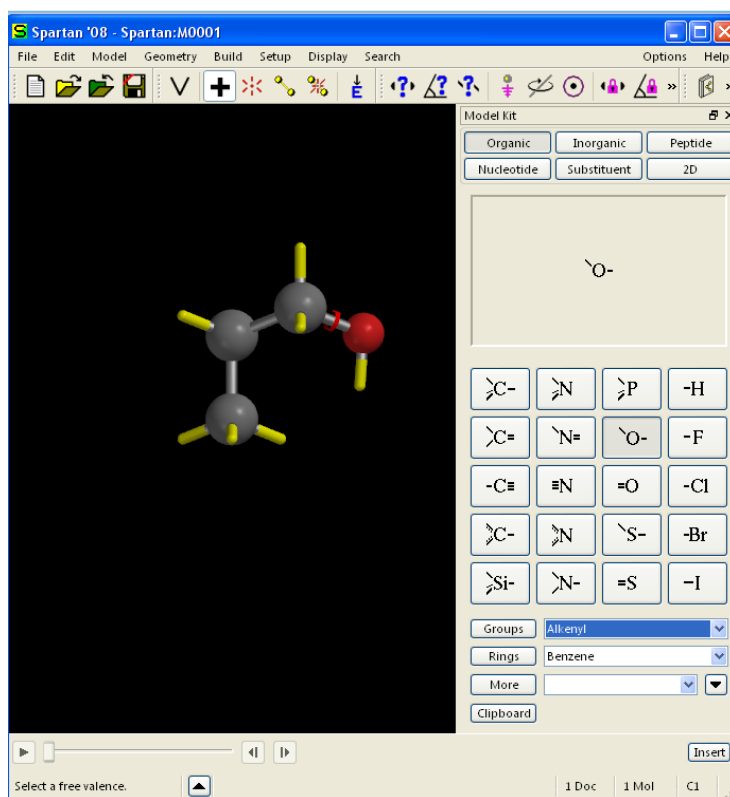 Spartan '08 - Spartan:M0001
File Edit Model Geometry Build Setup Display Search Options Help
Model Kit
Organic Inorganic Peptide
Nucleotide Substituent 2D
O-
C- N P -H
C= N= O- -F
-C≡ ≡N =O -Cl
C- N S- -Br
Si- N- =S -I
Groups Alkenyl
Rings Benzene
More
Clipboard
Insert
Select a free valence. 1 Doc 1 Mol C1